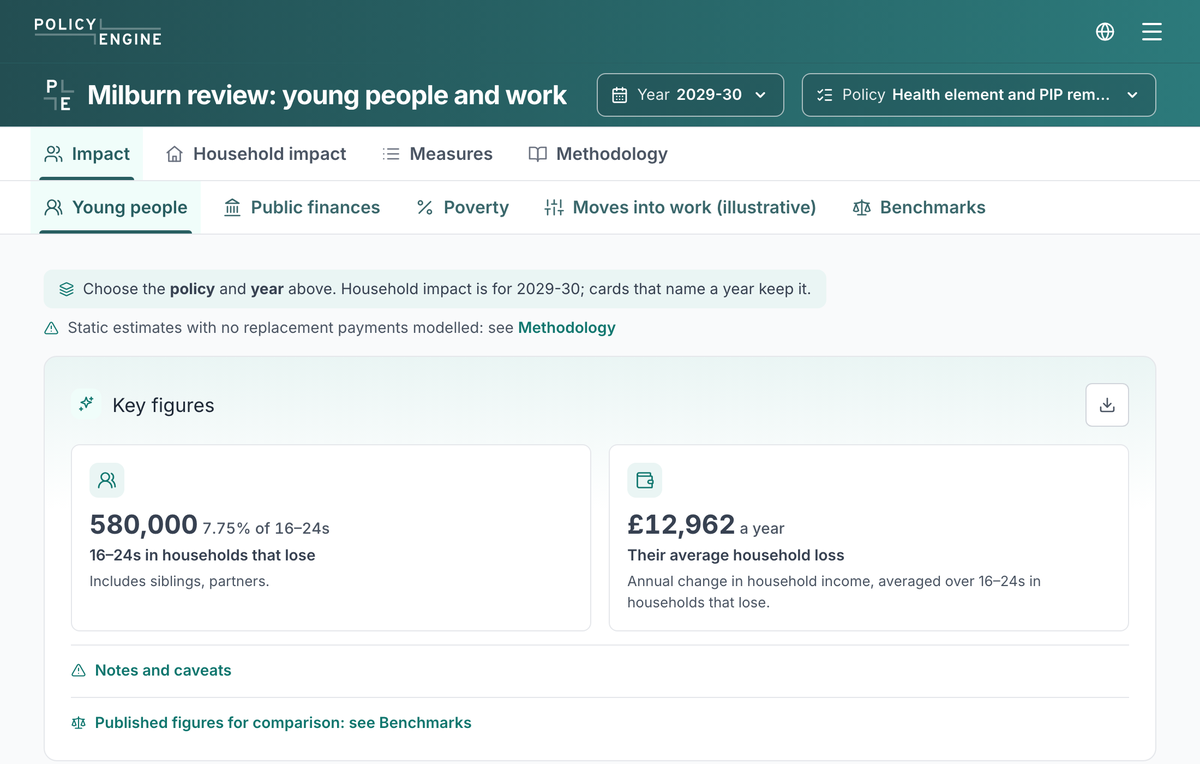 POLICY
ENGINE
PE
Milburn review: young people and work
Year 2029-30
Policy Health element and PIP rem...
Impact
Household impact
Measures
Methodology
Young people
Public finances
Poverty
Moves into work (illustrative)
Benchmarks
Choose the policy and year above. Household impact is for 2029-30; cards that name a year keep it.
Static estimates with no replacement payments modelled: see Methodology
Key figures
580,000 7.75% of 16–24s
16–24s in households that lose
Includes siblings, partners.
£12,962 a year
Their average household loss
Annual change in household income, averaged over 16–24s in
households that lose.
Notes and caveats
Published figures for comparison: see Benchmarks